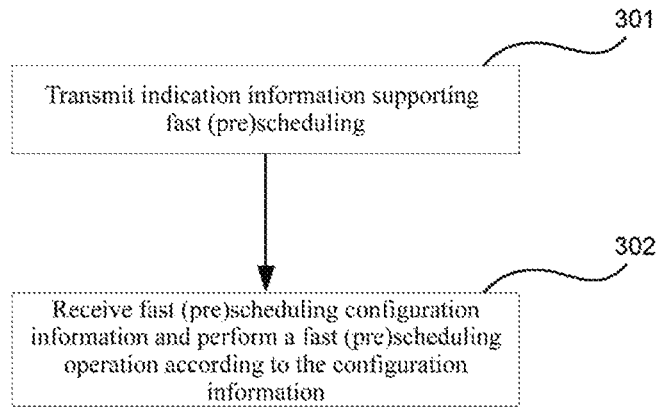 301
Transmit indication information supporting
fast (pre)scheduling
302
Receive fast (pre)scheduling configuration
information and perform a fast (pre)scheduling
operation according to the configuration
information